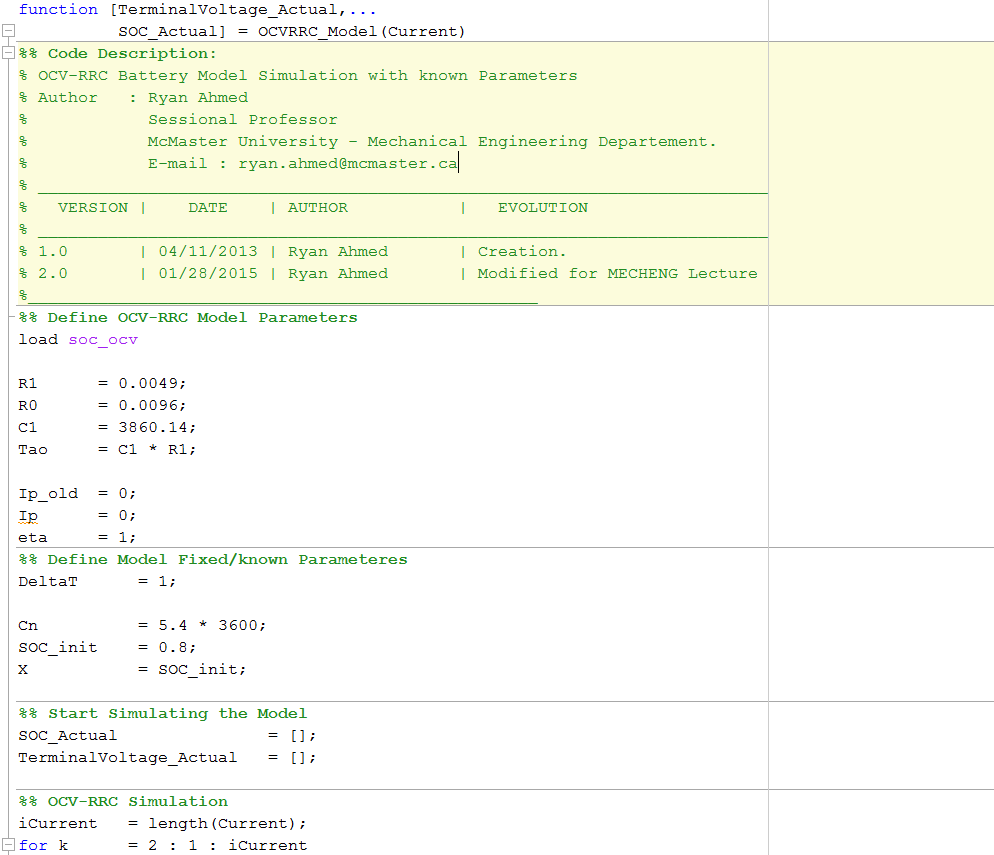 function [TerminalVoltage_Actual,...
SOC_Actual] = OCVRRC_Model(Current)
%% Code Description:
% OCV-RRC Battery Model Simulation with known Parameters
% Author   : Ryan Ahmed
%            Sessional Professor
%            McMaster University - Mechanical Engineering Departement.
%            E-mail : ryan.ahmed@mcmaster.ca
% _________________________________________________________________________
%   VERSION |    DATE    | AUTHOR           |   EVOLUTION
% _________________________________________________________________________
% 1.0       | 04/11/2013 | Ryan Ahmed       | Creation.
% 2.0       | 01/28/2015 | Ryan Ahmed       | Modified for MECHENG Lecture
%___________________________________________________
%% Define OCV-RRC Model Parameters
load soc_ocv
R1      = 0.0049;
R0      = 0.0096;
C1      = 3860.14;
Tao     = C1 * R1;
Ip_old  = 0;
Ip      = 0;
eta     = 1;
%% Define Model Fixed/known Parameteres
DeltaT      = 1;
Cn          = 5.4 * 3600;
SOC_init    = 0.8;
X           = SOC_init;
%% Start Simulating the Model
SOC_Actual               = [];
TerminalVoltage_Actual   = [];
%% OCV-RRC Simulation
iCurrent   = length(Current);
for k      = 2 : 1 : iCurrent